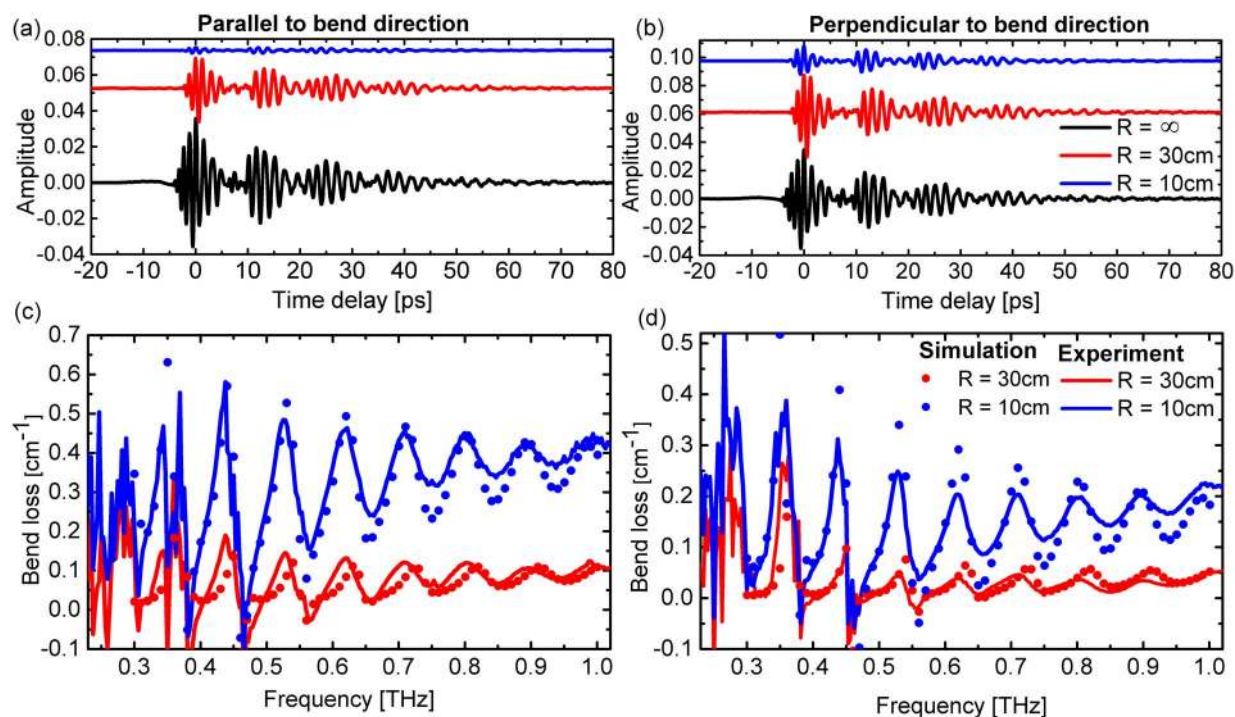 Parallel to bend direction
(a)
0.08
0.06
0.04
0.02
0.00
-0.02
-0.04
Amplitude
-20 -10 0 10 20 30 40 50 60 70 80
Time delay [ps]
Perpendicular to bend direction
(b)
0.10
0.08
0.06
0.04
0.02
0.00
-0.02
-0.04
Amplitude
R = ∞
R = 30cm
R = 10cm
-20 -10 0 10 20 30 40 50 60 70 80
Time delay [ps]
(c)
0.7
0.6
0.5
0.4
0.3
0.2
0.1
0.0
-0.1
Bend loss [cm⁻¹]
0.3 0.4 0.5 0.6 0.7 0.8 0.9 1.0
Frequency [THz]
(d)
0.5
0.4
0.3
0.2
0.1
0.0
-0.1
Bend loss [cm⁻¹]
Simulation Experiment
R = 30cm R = 30cm
R = 10cm R = 10cm
0.3 0.4 0.5 0.6 0.7 0.8 0.9 1.0
Frequency [THz]